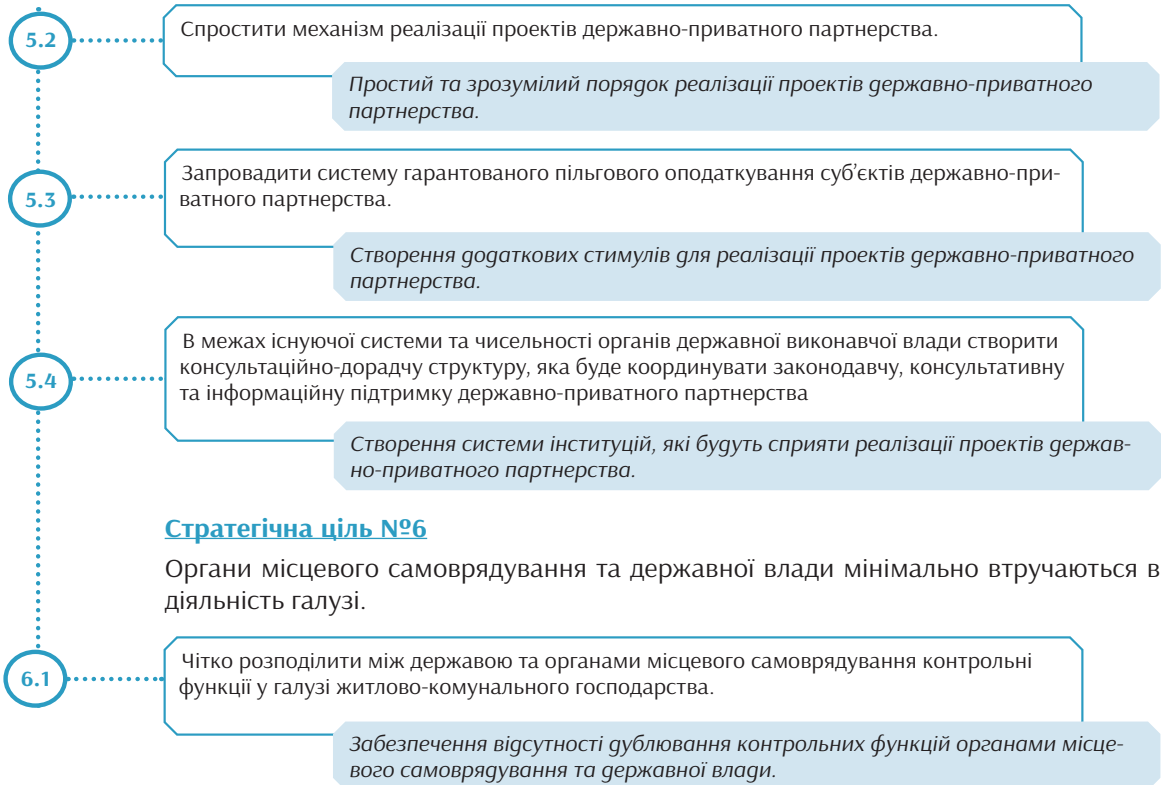 5.2
Спростити механізм реалізації проектів державно-приватного партнерства.
Простий та зрозумілий порядок реалізації проектів державно-приватного
партнерства.
5.3
Запровадити систему гарантованого пільгового оподаткування суб’єктів державно-при-
ватного партнерства.
Створення додаткових стимулів для реалізації проектів державно-приватного
партнерства.
5.4
В межах існуючої системи та чисельності органів державної виконавчої влади створити
консультаційно-дорадчу структуру, яка буде координувати законодавчу, консультативну
та інформаційну підтримку державно-приватного партнерства
Створення системи інституцій, які будуть сприяти реалізації проектів держав-
но-приватного партнерства.
Стратегічна ціль №6
Органи місцевого самоврядування та державної влади мінімально втручаються в
діяльність галузі.
6.1
Чітко розподілити між державою та органами місцевого самоврядування контрольні
функції у галузі житлово-комунального господарства.
Забезпечення відсутності дублювання контрольних функцій органами місце-
вого самоврядування та державної влади.